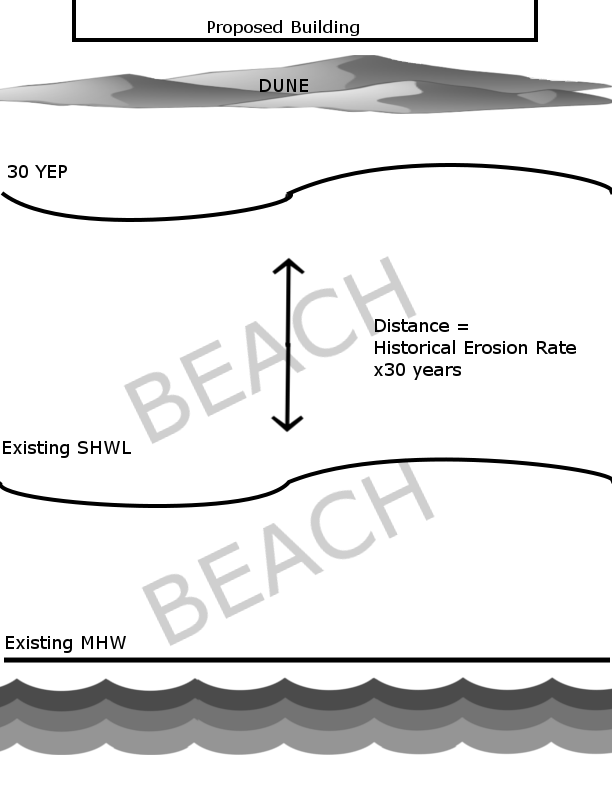 Proposed Building
DUNE
30 YEP
BEACH
Distance =
Historical Erosion Rate
x30 years
Existing SHWL
BEACH
Existing MHW